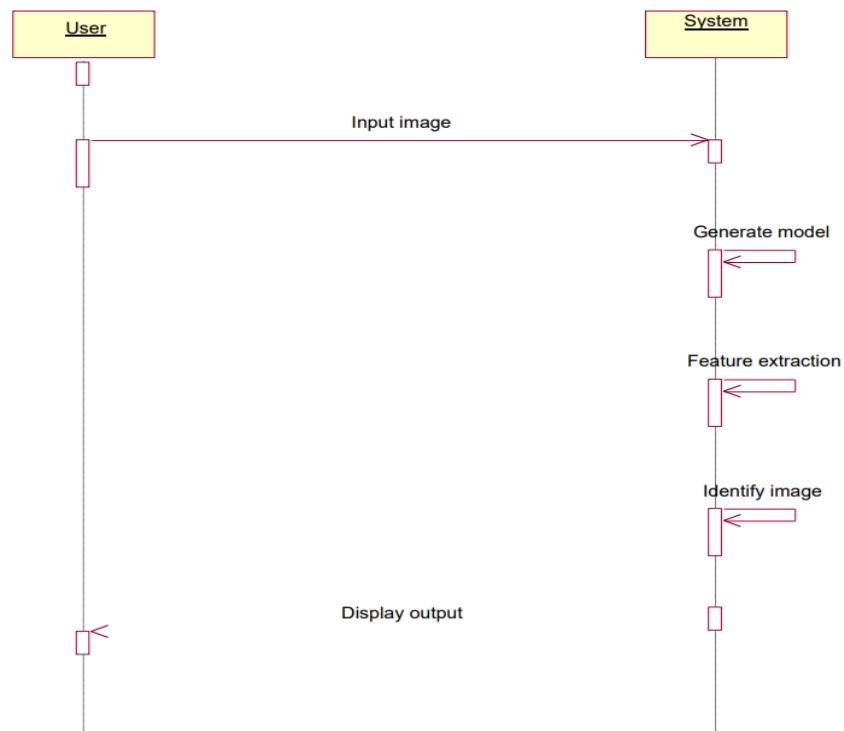 User
System
Input image
Generate model
Feature extraction
Identify image
Display output